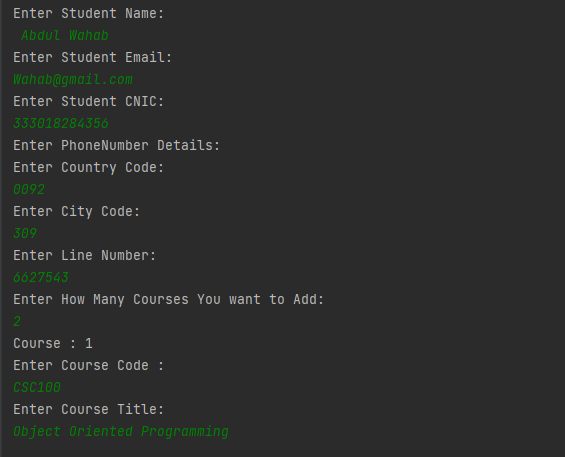 Enter Student Name:
Abdul Wahab
Enter Student Email:
Wahab@gmail.com
Enter Student CNIC:
333018284356
Enter PhoneNumber Details:
Enter Country Code:
0092
Enter City Code:
309
Enter Line Number:
6627543
Enter How Many Courses You want to Add:
2
Course : 1
Enter Course Code :
CSC100
Enter Course Title:
Object Oriented Programming